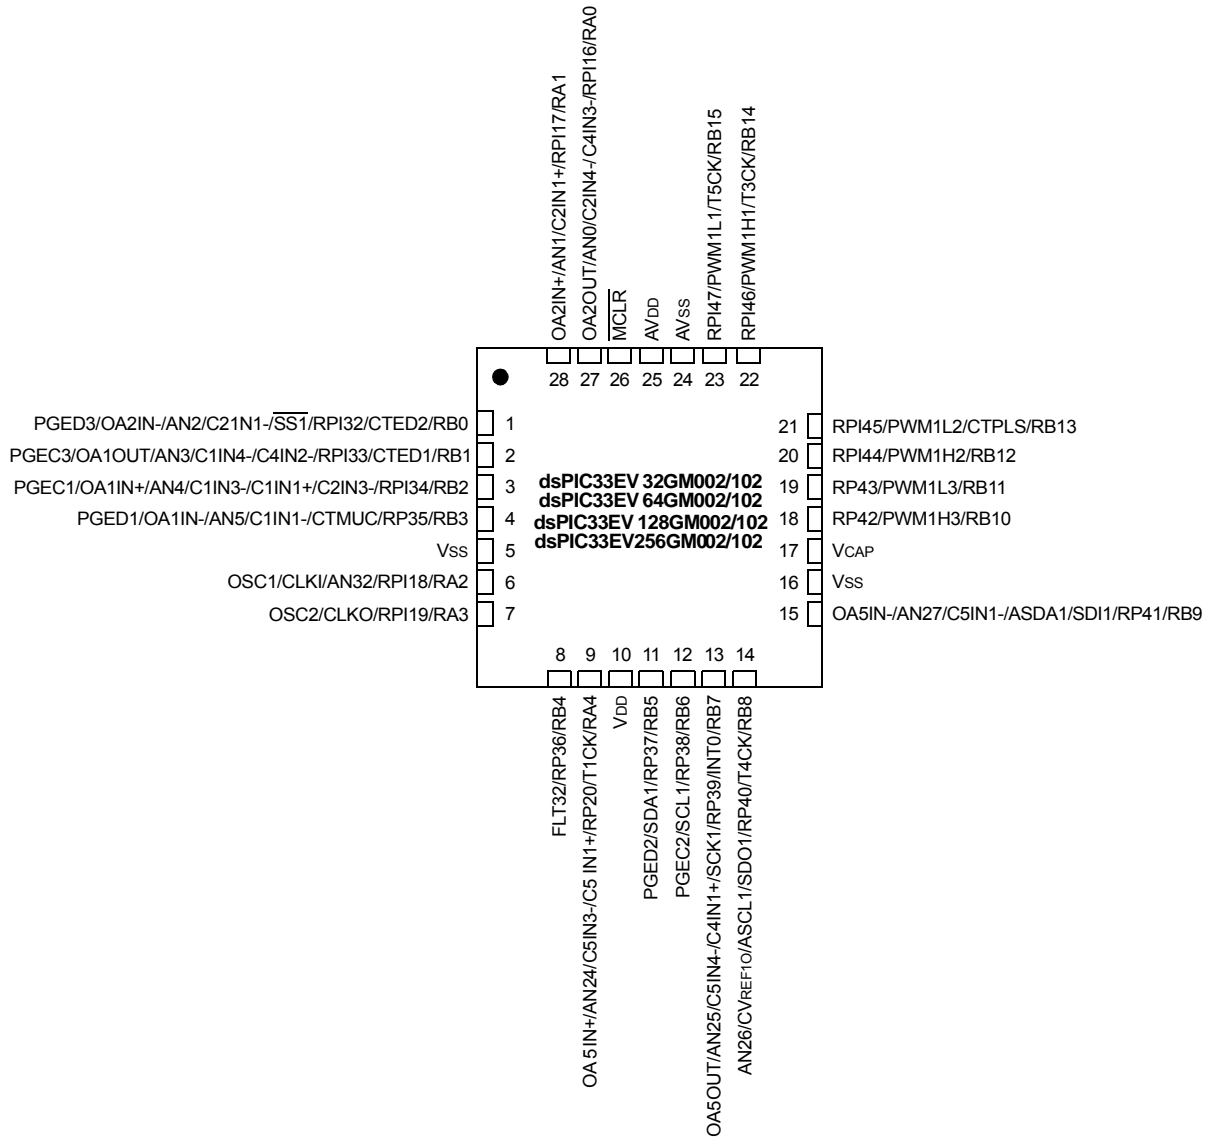 OA2IN+/AN1/C2IN1+/RPI17/RA1
OA2OUT/AN0/C2IN4-/C4IN3-/RPI16/RA0
MCLR
AVDD
AVSS
RPI47/PWM1L1/T5CK/RB15
RPI46/PWM1H1/T3CK/RB14
28 27 26 25 24 23 22
PGED3/OA2IN-/AN2/C21N1-/SS1/RPI32/CTED2/RB0 1
PGEC3/OA1OUT/AN3/C1IN4-/C4IN2-/RPI33/CTED1/RB1 2
PGEC1/OA1IN+/AN4/C1IN3-/C1IN1+/C2IN3-/RPI34/RB2 3
PGED1/OA1IN-/AN5/C1IN1-/CTMUC/RP35/RB3 4
VSS 5
OSC1/CLKI/AN32/RPI18/RA2 6
OSC2/CLKO/RPI19/RA3 7
dsPIC33EV 32GM002/102
dsPIC33EV 64GM002/102
dsPIC33EV 128GM002/102
dsPIC33EV256GM002/102
21 RPI45/PWM1L2/CTPLS/RB13
20 RPI44/PWM1H2/RB12
19 RP43/PWM1L3/RB11
18 RP42/PWM1H3/RB10
17 VCAP
16 VSS
15 OA5IN-/AN27/C5IN1-/ASDA1/SDI1/RP41/RB9
8 9 10 11 12 13 14
FLT32/RP36/RB4
OA 5IN+/AN24/C5IN3-/C5 IN1+/RP20/T1CK/RA4
VDD
PGED2/SDA1/RP37/RB5
PGEC2/SCL1/RP38/RB6
OA5OUT/AN25/C5IN4-/C4IN1+/SCK1/RP39/INT0/RB7
AN26/CVREF1O/ASCL1/SDO1/RP40/T4CK/RB8